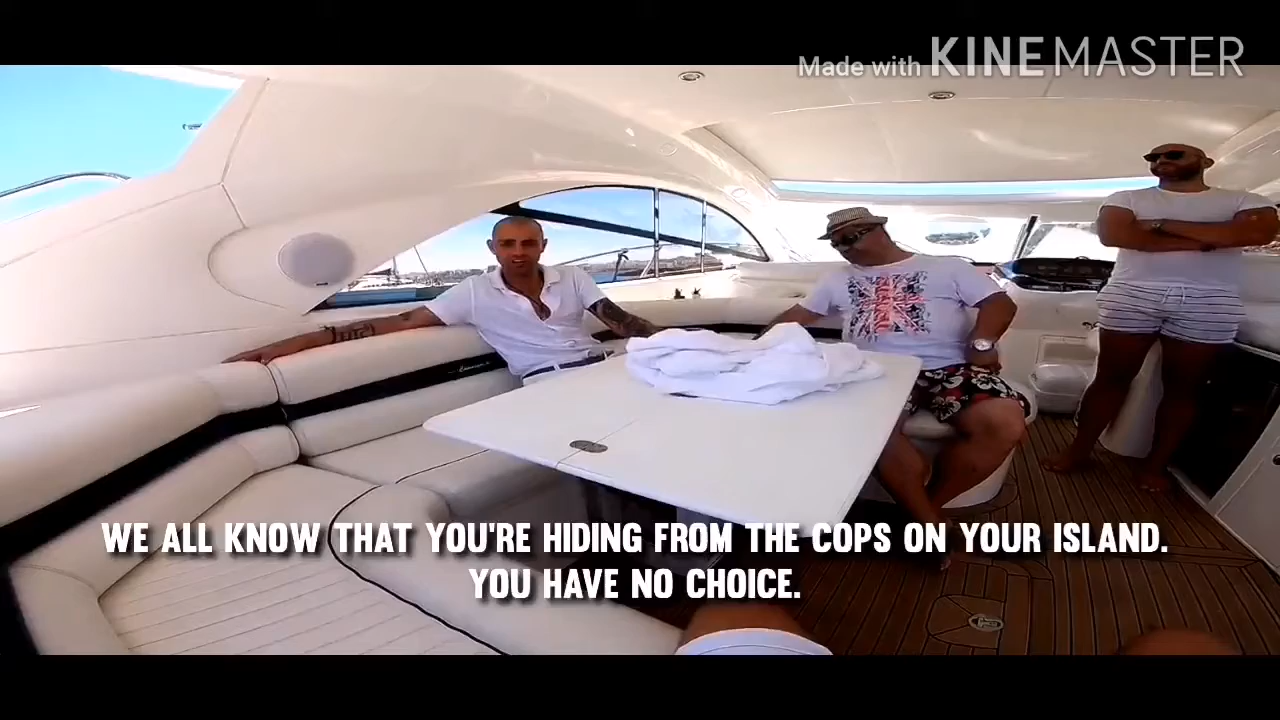 Made with KINEMASTER
WE ALL KNOW THAT YOU'RE HIDING FROM THE COPS ON YOUR ISLAND.
YOU HAVE NO CHOICE.